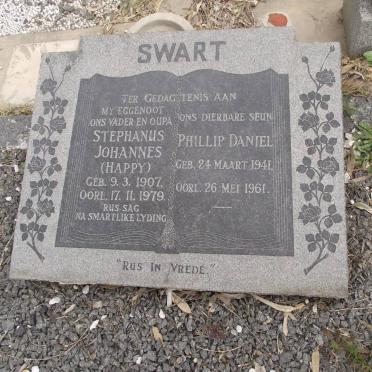 SWART
TER GEDAGTENIS AAN
MY EGGENOOT
ONS VADER EN OUPA
STEPHANUS
JOHANNES
(HAPPY)
GEB. 9.3.1907.
OORL. 17.11.1979.
RUS SAG
NA SMARTLIKE LYDING
ONS DIERBARE SEUN
PHILLIP DANIEL
GEB. 24 MAART 1941.
OORL. 26 MEI 1961.
"RUS IN VREDE."